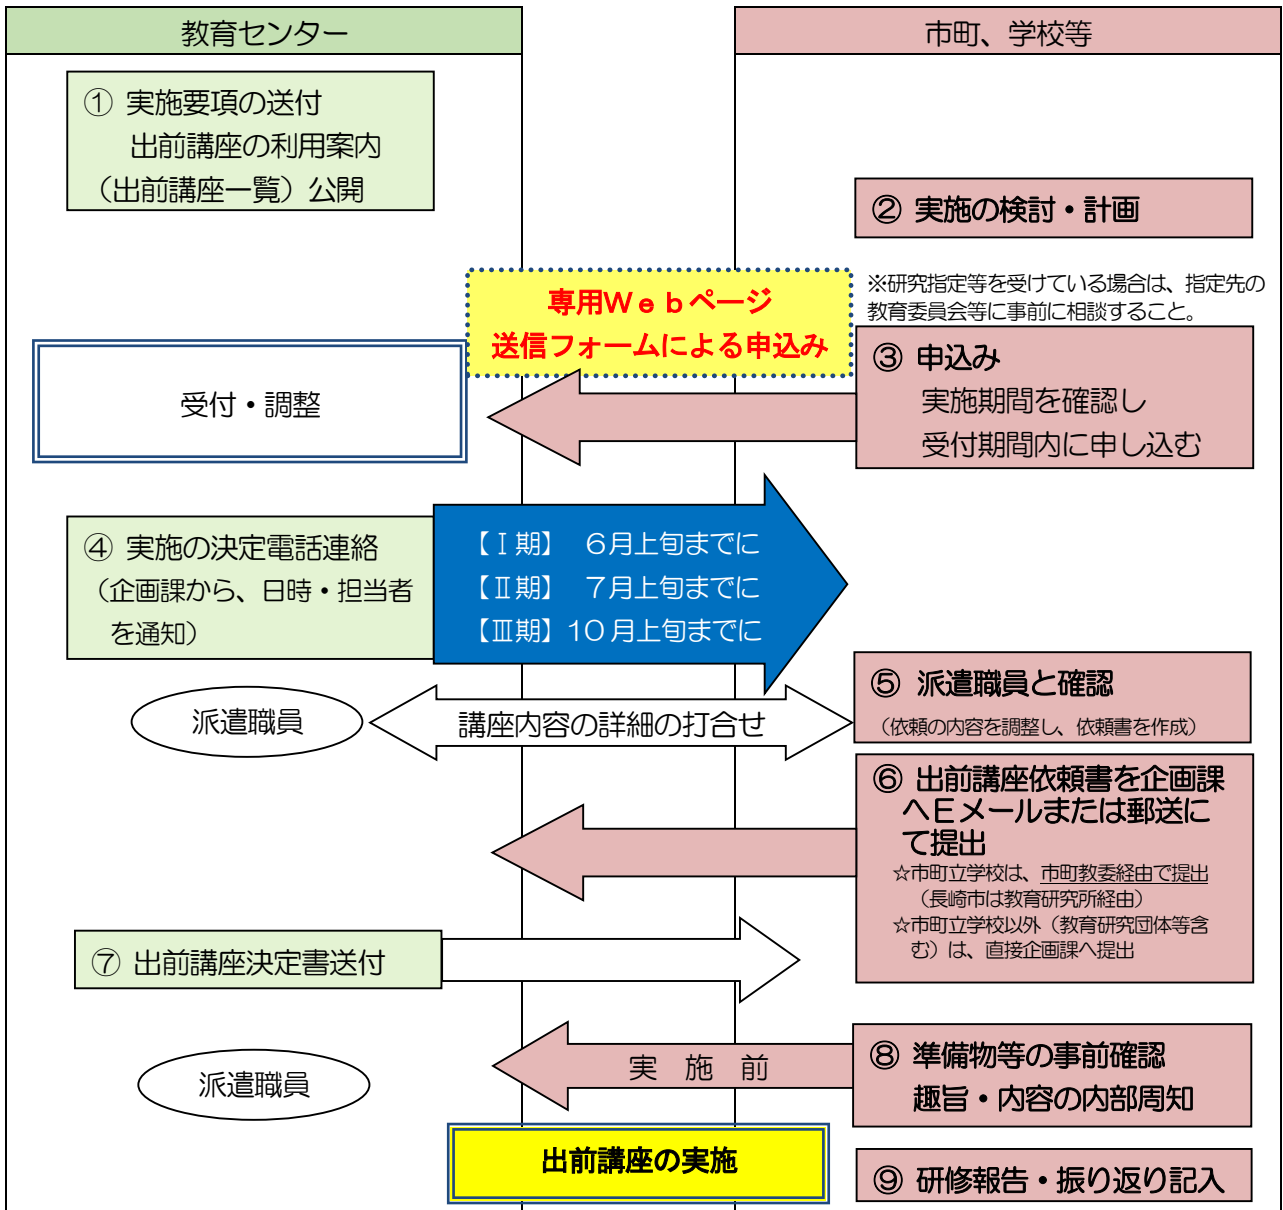 教育センター
市町、学校等
① 実施要項の送付
出前講座の利用案内
（出前講座一覧）公開
② 実施の検討・計画
※研究指定等を受けている場合は、指定先の
教育委員会等に事前に相談すること。
専用Ｗｅｂページ
送信フォームによる申込み
③ 申込み
実施期間を確認し
受付期間内に申し込む
受付・調整
④ 実施の決定電話連絡
（企画課から、日時・担当者
を通知）
【Ⅰ期】 ６月上旬までに
【Ⅱ期】 ７月上旬までに
【Ⅲ期】10月上旬までに
⑤ 派遣職員と確認
（依頼の内容を調整し、依頼書を作成）
派遣職員
講座内容の詳細の打合せ
⑥ 出前講座依頼書を企画課
へＥメールまたは郵送に
て提出
☆市町立学校は、市町教委経由で提出
（長崎市は教育研究所経由）
☆市町立学校以外（教育研究団体等含
む）は、直接企画課へ提出
⑦ 出前講座決定書送付
⑧ 準備物等の事前確認
趣旨・内容の内部周知
実 施 前
派遣職員
出前講座の実施
⑨ 研修報告・振り返り記入